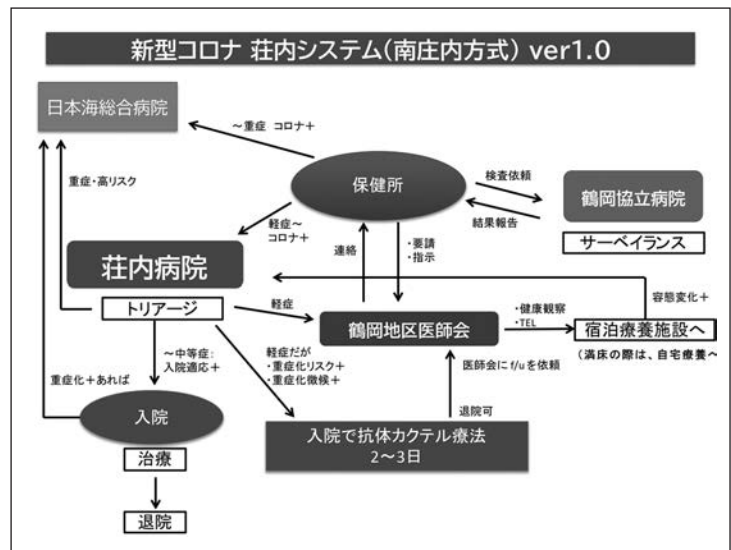 新型コロナ 荘内システム(南庄内方式) ver1.0
日本海総合病院
～重症 コロナ＋
保健所
検査依頼
鶴岡協立病院
結果報告
サーベイランス
重症・高リスク
軽症～
コロナ＋
連絡
・要請
・指示
荘内病院
トリアージ
軽症
鶴岡地区医師会
・健康観察
・TEL
容態変化＋
宿泊療養施設へ
(満床の際は、自宅療養へ
～中等症:
入院適応＋
軽症だが
・重症化リスク＋
・重症化徴候＋
医師会に f/u を依頼
重症化＋あれば
入院
退院可
入院で抗体カクテル療法
2～3日
治療
退院